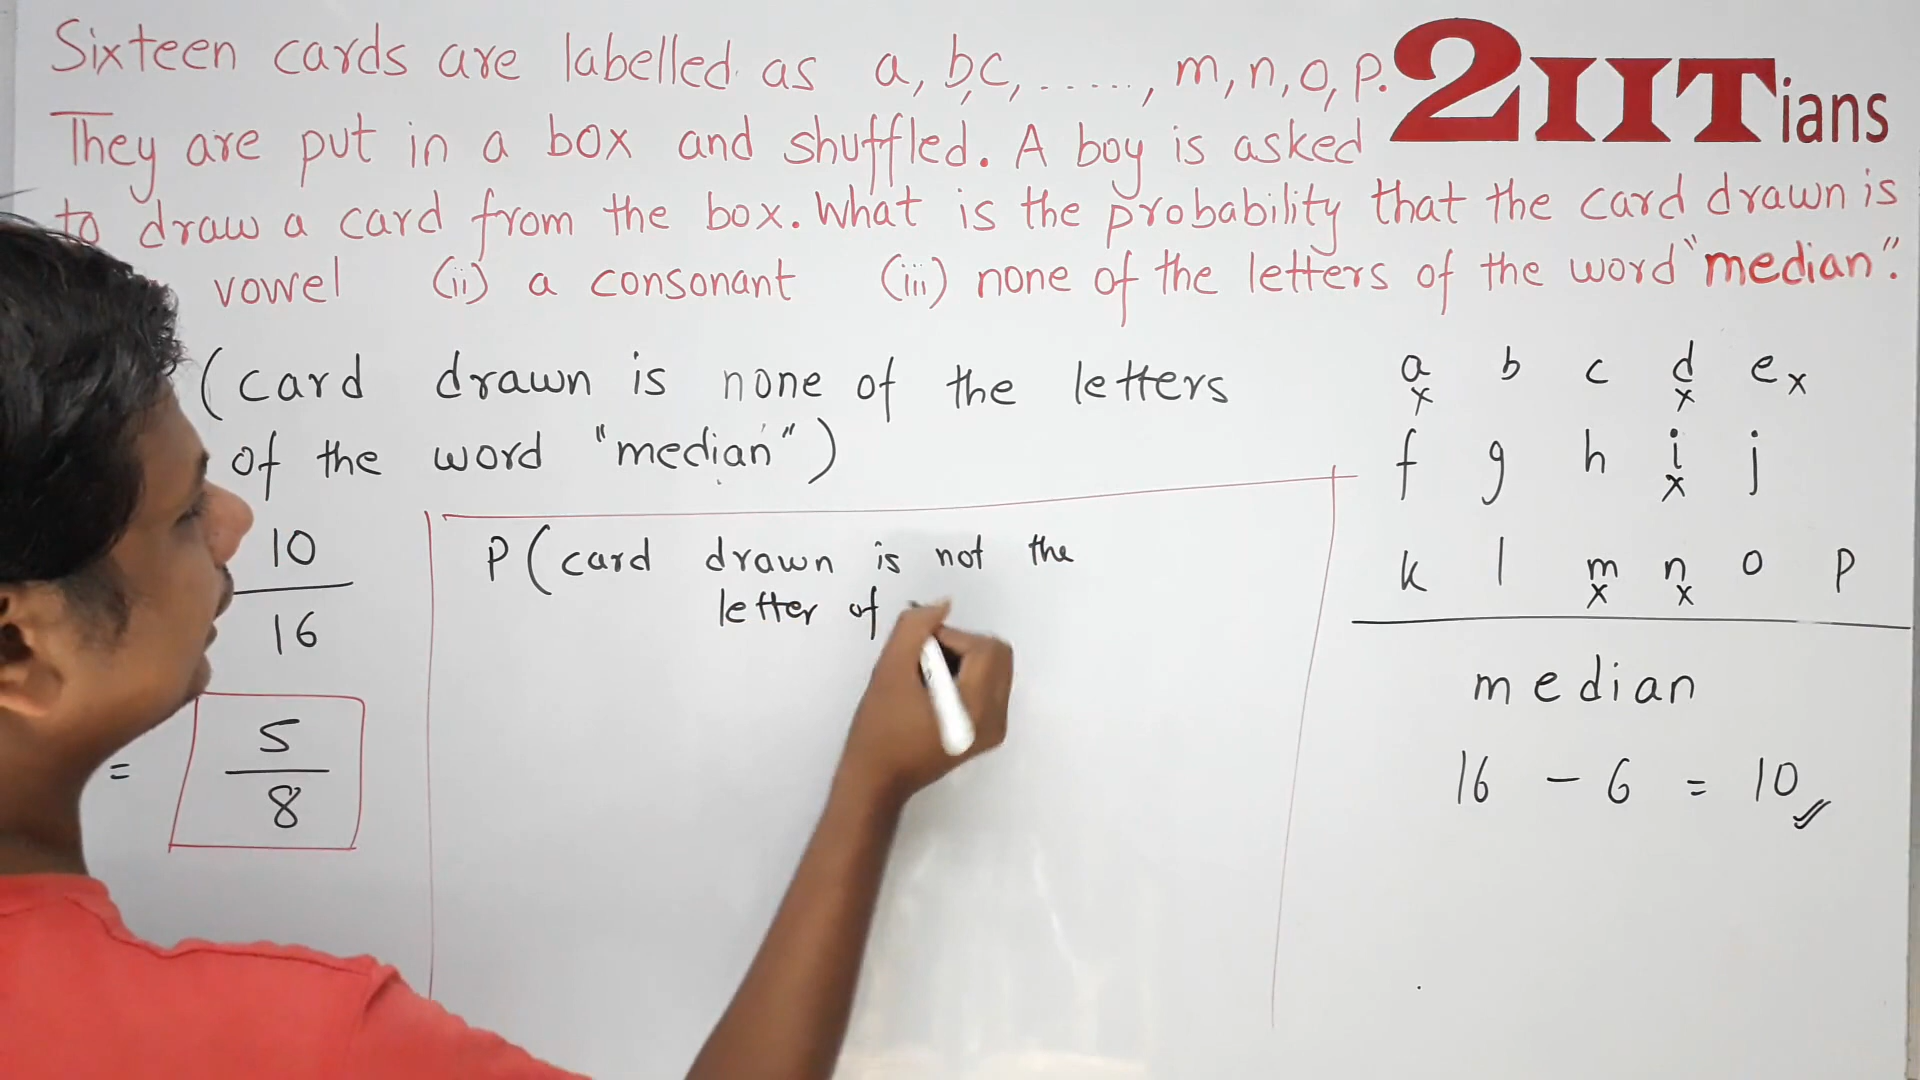 Sixteen cards are labelled as a, b, c, ....., m, n, o, p.
2IITians
They are put in a box and shuffled. A boy is asked
to draw a card from the box. What is the probability that the card drawn is
vowel (ii) a consonant (iii) none of the letters of the word "median".
(card drawn is none of the letters
of the word "median")
10
16
= 5
8
P(card drawn is not the
letter of
a b c d e x
x x
f g h i j
x
k l m n o p
x x
median
16 - 6 = 10